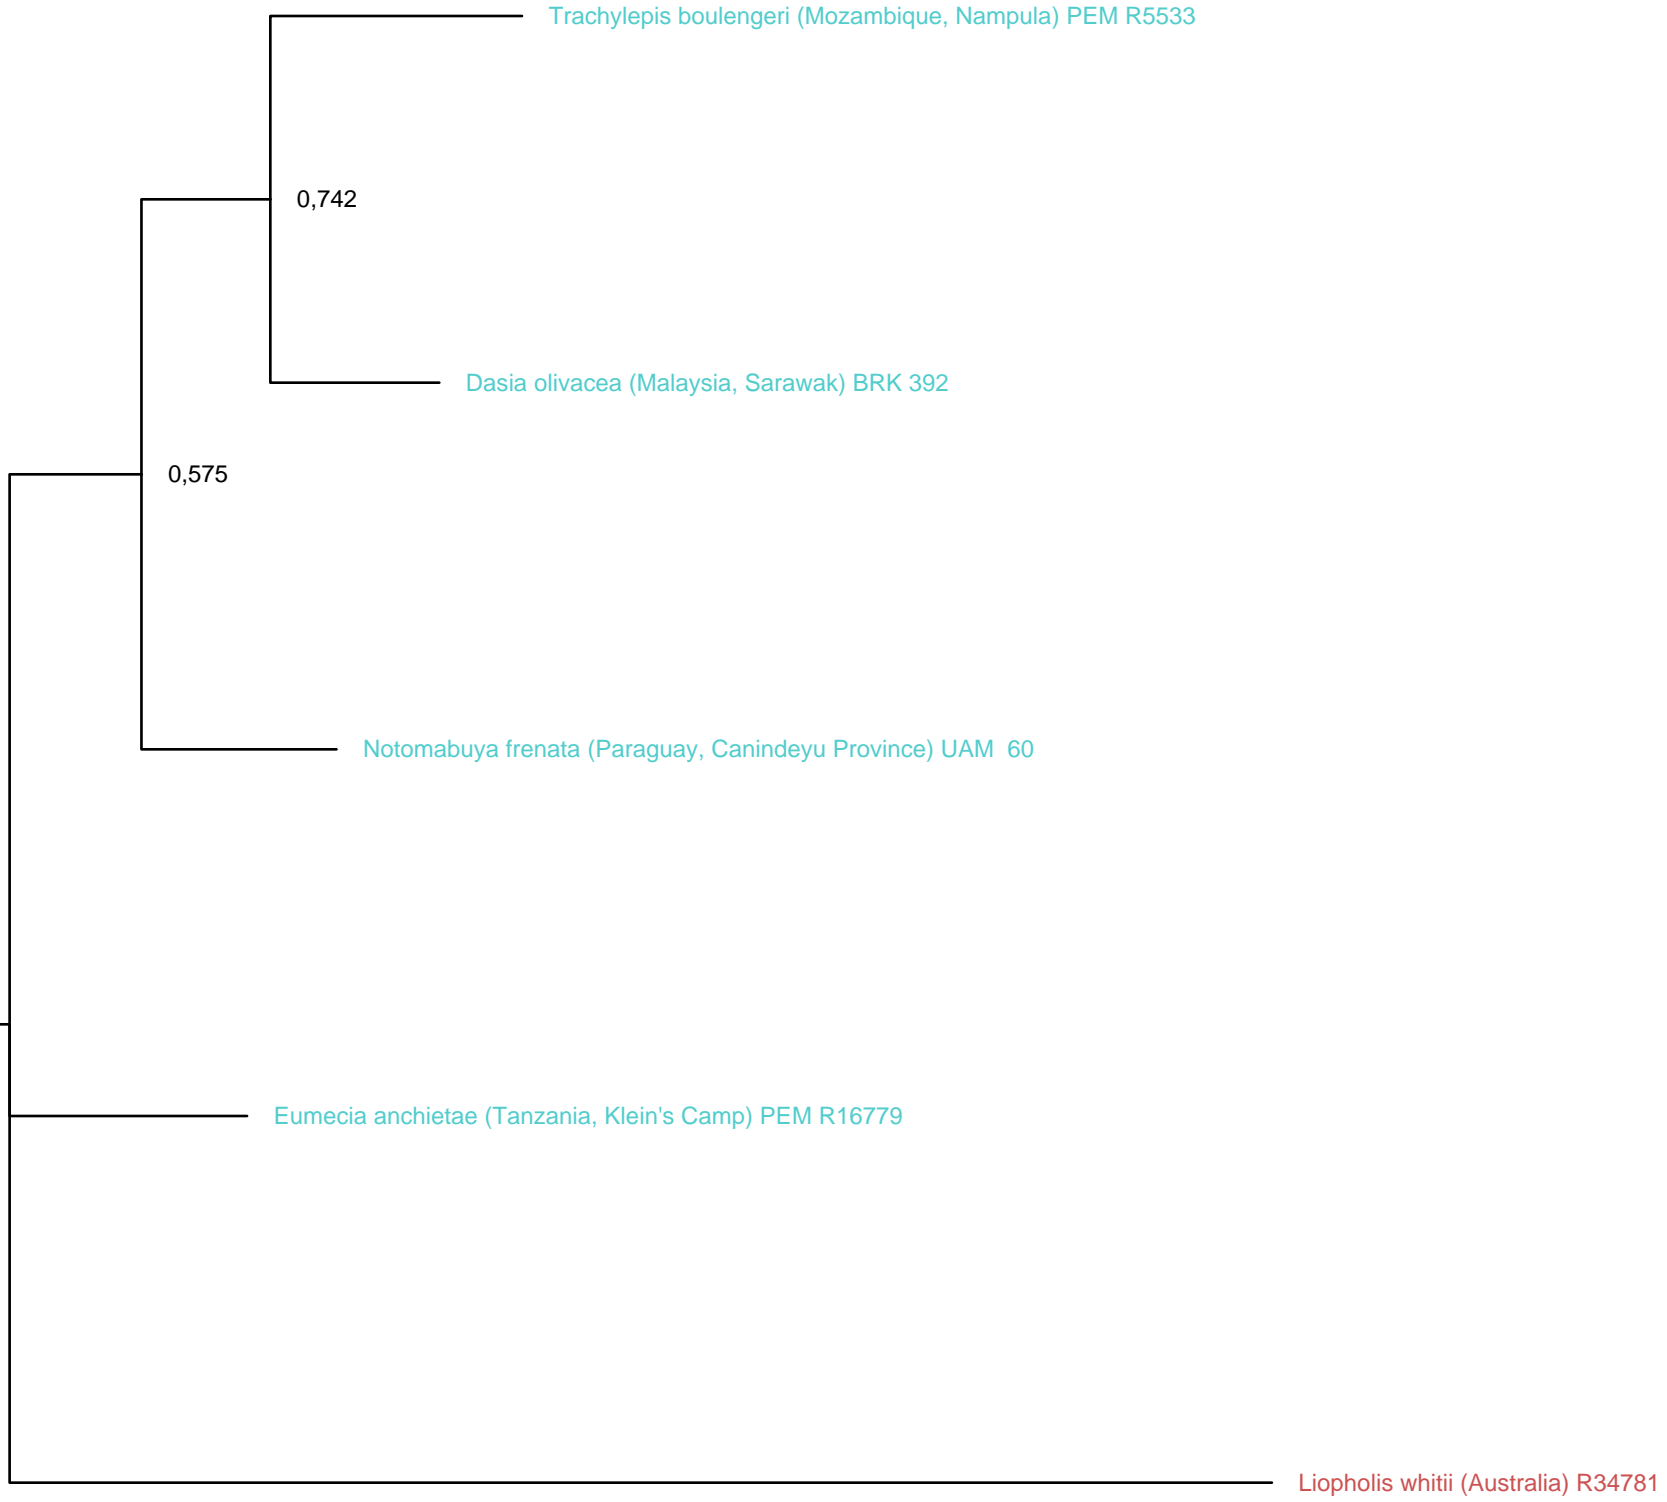 Trachylepis boulengeri (Mozambique, Nampula) PEM R5533
0,742
Dasia olivacea (Malaysia, Sarawak) BRK 392
0,575
Notomabuya frenata (Paraguay, Canindeyu Province) UAM  60
Eumecia anchietae (Tanzania, Klein's Camp) PEM R16779
Liopholis whitii (Australia) R34781